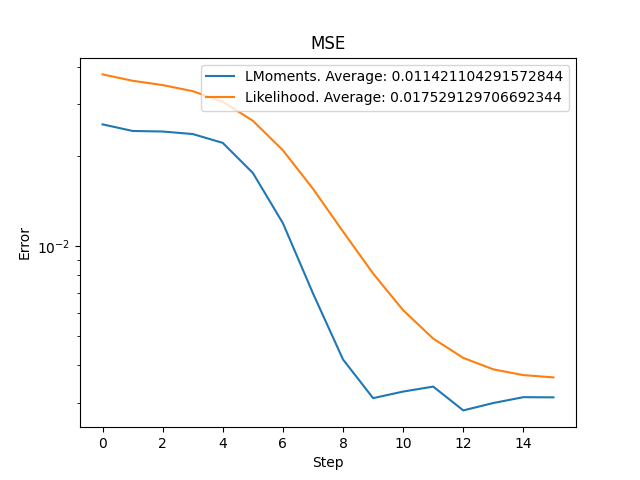 MSE
LMoments. Average: 0.011421104291572844
Likelihood. Average: 0.017529129706692344
Error
10⁻²
0 2 4 6 8 10 12 14
Step